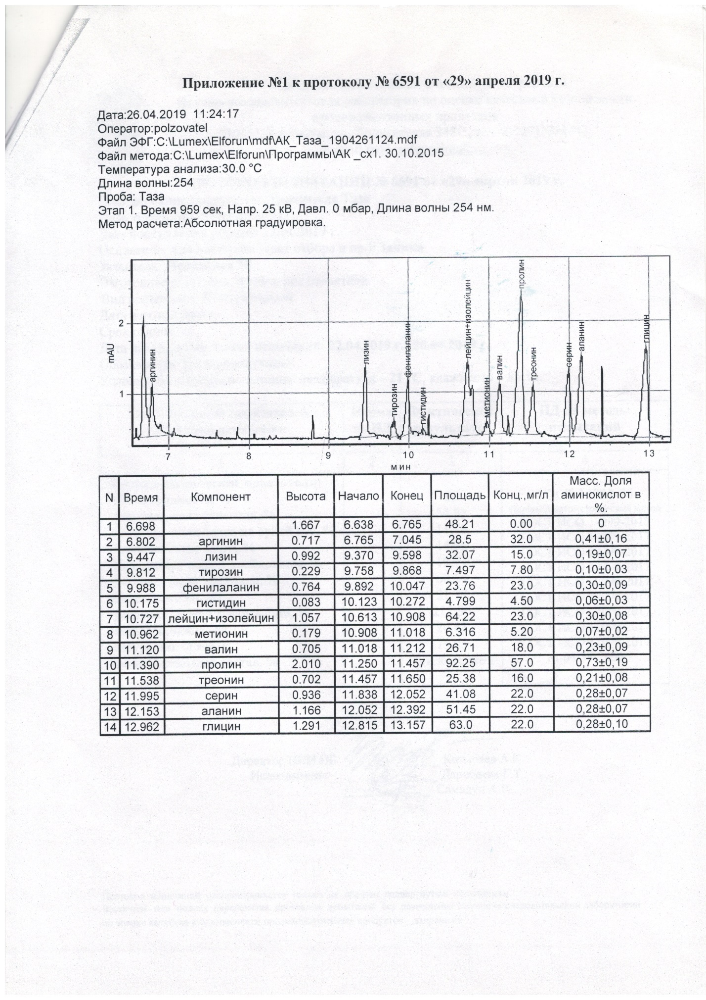 Приложение №1 к протоколу № 6591 от «29» апреля 2019 г.
Дата:26.04.2019 11:24:17
Оператор:polzovatel
Файл ЭФГ:C:\Lumex\Elforun\mdf\АК_Таза_1904261124.mdf
Файл метода:C:\Lumex\Elforun\Программы\АК _сх1. 30.10.2015
Температура анализа:30.0 °C
Длина волны:254
Проба: Таза
Этап 1. Время 959 сек, Напр. 25 кВ, Давл. 0 мбар, Длина волны 254 нм.
Метод расчета:Абсолютная градуировка.
mAU
2
1
аргинин
лизин
тирозин
фенилаланин
гистидин
лейцин+изолейцин
метионин
валин
пролин
треонин
серин
аланин
глицин
7 8 9 10 11 12 13
мин
N Время Компонент Высота Начало Конец Площадь Конц.,мг/л Масс. Доля аминокислот в %.
1 6.698 1.667 6.638 6.765 48.21 0.00 0
2 6.802 аргинин 0.717 6.765 7.045 28.5 32.0 0,41±0,16
3 9.447 лизин 0.992 9.370 9.598 32.07 15.0 0,19±0,07
4 9.812 тирозин 0.229 9.758 9.868 7.497 7.80 0,10±0,03
5 9.988 фенилаланин 0.764 9.892 10.047 23.76 23.0 0,30±0,09
6 10.175 гистидин 0.083 10.123 10.272 4.799 4.50 0,06±0,03
7 10.727 лейцин+изолейцин 1.057 10.613 10.908 64.22 23.0 0,30±0,08
8 10.962 метионин 0.179 10.908 11.018 6.316 5.20 0,07±0,02
9 11.120 валин 0.705 11.018 11.212 26.71 18.0 0,23±0,09
10 11.390 пролин 2.010 11.250 11.457 92.25 57.0 0,73±0,19
11 11.538 треонин 0.702 11.457 11.650 25.38 16.0 0,21±0,08
12 11.995 серин 0.936 11.838 12.052 41.08 22.0 0,28±0,07
13 12.153 аланин 1.166 12.052 12.392 51.45 22.0 0,28±0,07
14 12.962 глицин 1.291 12.815 13.157 63.0 22.0 0,28±0,10